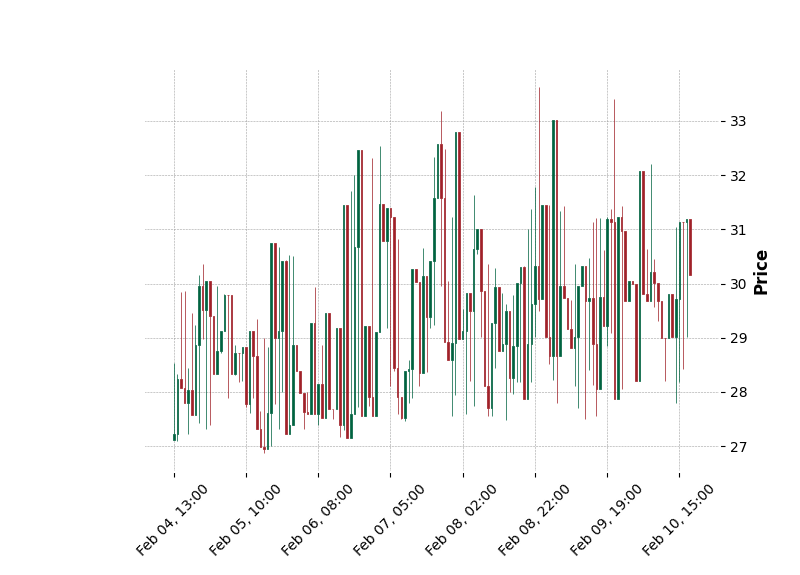 33
32
31
30
29
28
27
Price
Feb 04, 13:00
Feb 05, 10:00
Feb 06, 08:00
Feb 07, 05:00
Feb 08, 02:00
Feb 08, 22:00
Feb 09, 19:00
Feb 10, 15:00